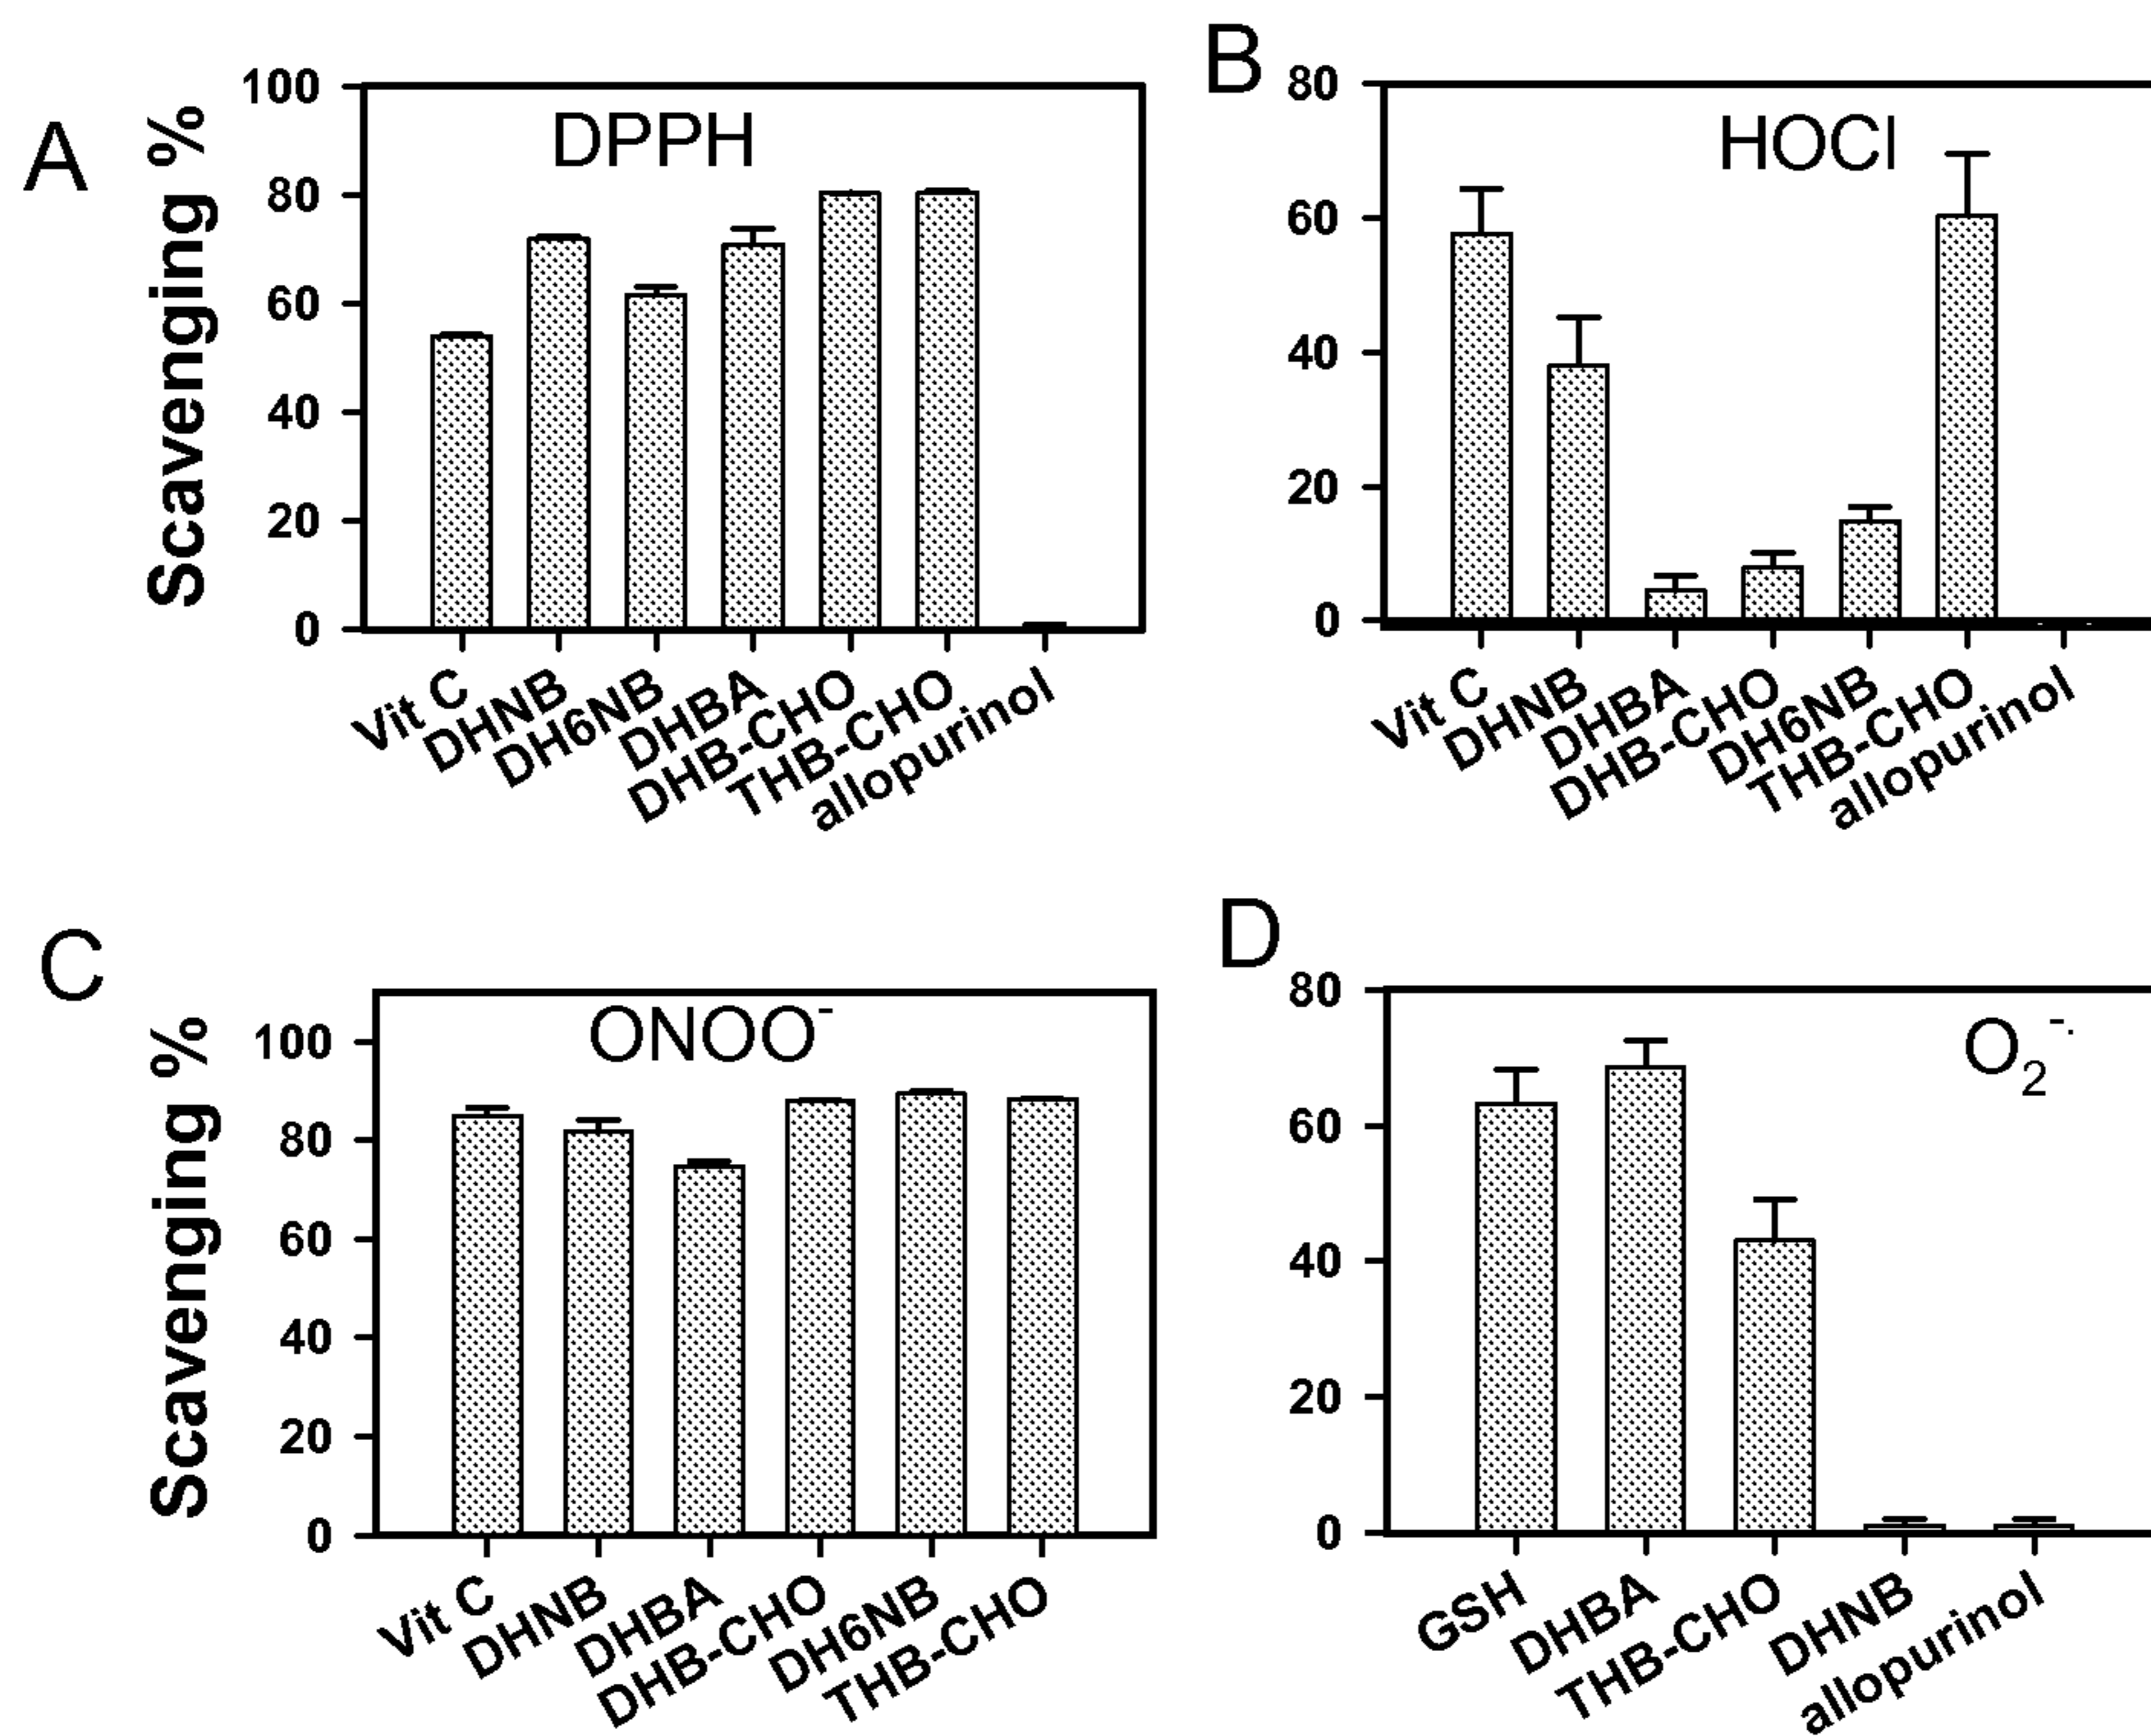 A
Scavenging %
DPPH
100
80
60
40
20
0
Vit C
DHNB
DH6NB
DHBA
DHB-CHO
THB-CHO
allopurinol
B
HOCl
80
60
40
20
0
Vit C
DHNB
DHBA
DHB-CHO
DH6NB
THB-CHO
allopurinol
C
Scavenging %
ONOO⁻
100
80
60
40
20
0
Vit C
DHNB
DHBA
DHB-CHO
DH6NB
THB-CHO
D
O₂⁻·
80
60
40
20
0
GSH
DHBA
THB-CHO
DHNB
allopurinol